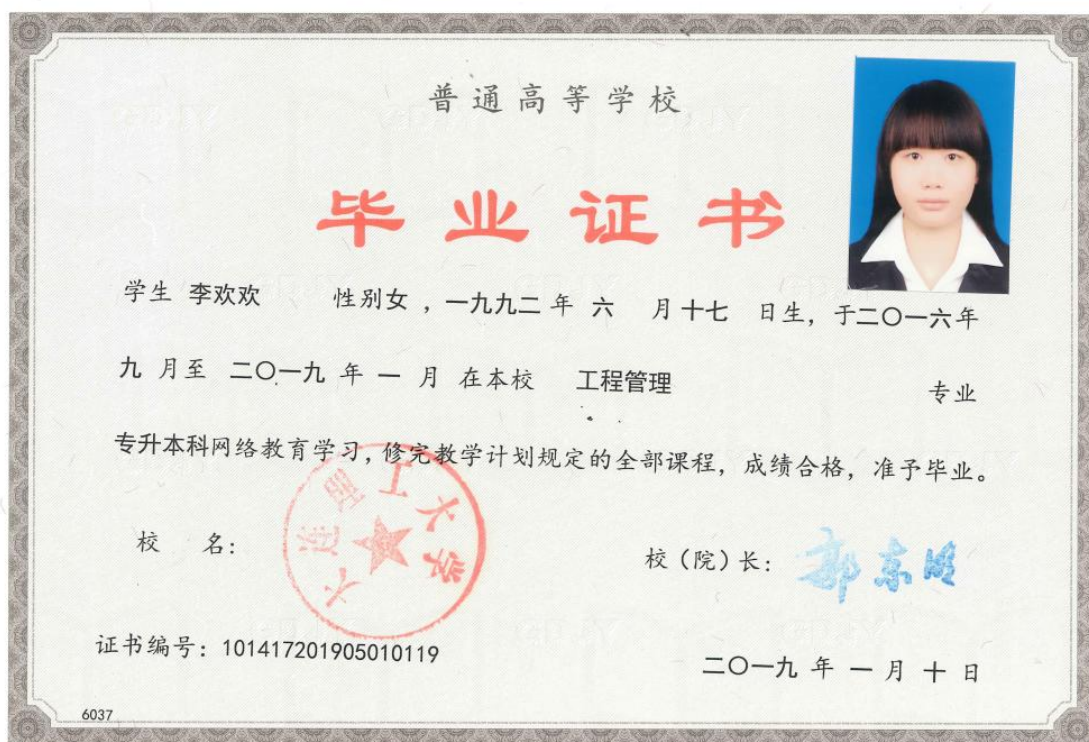 普通高等学校
毕业证书
学生 李欢欢 性别女，一九九二年 六 月十七 日生，于二〇一六年
九 月至 二〇一九 年 一 月 在本校 工程管理 专业
专升本科网络教育学习，修完教学计划规定的全部课程，成绩合格，准予毕业。
大连理工大学
校 名：
校（院）长：郭东明
证书编号：101417201905010119
二〇一九 年 一 月 十 日
6037